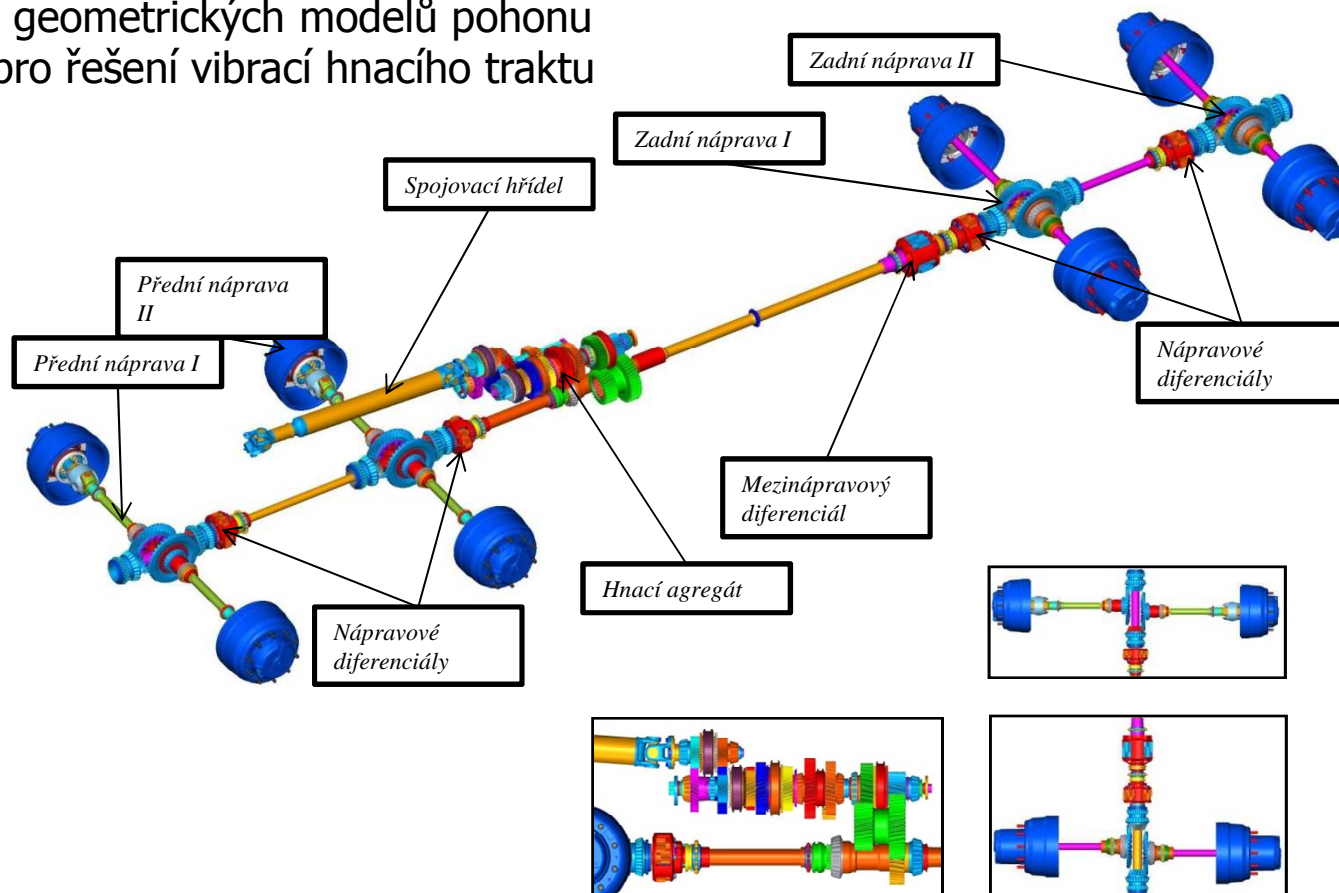 geometrických modelů pohonu
pro řešení vibrací hnacího traktu
Zadní náprava II
Zadní náprava I
Spojovací hřídel
Přední náprava
II
Přední náprava I
Nápravové
diferenciály
Mezinápravový
diferenciál
Hnací agregát
Nápravové
diferenciály